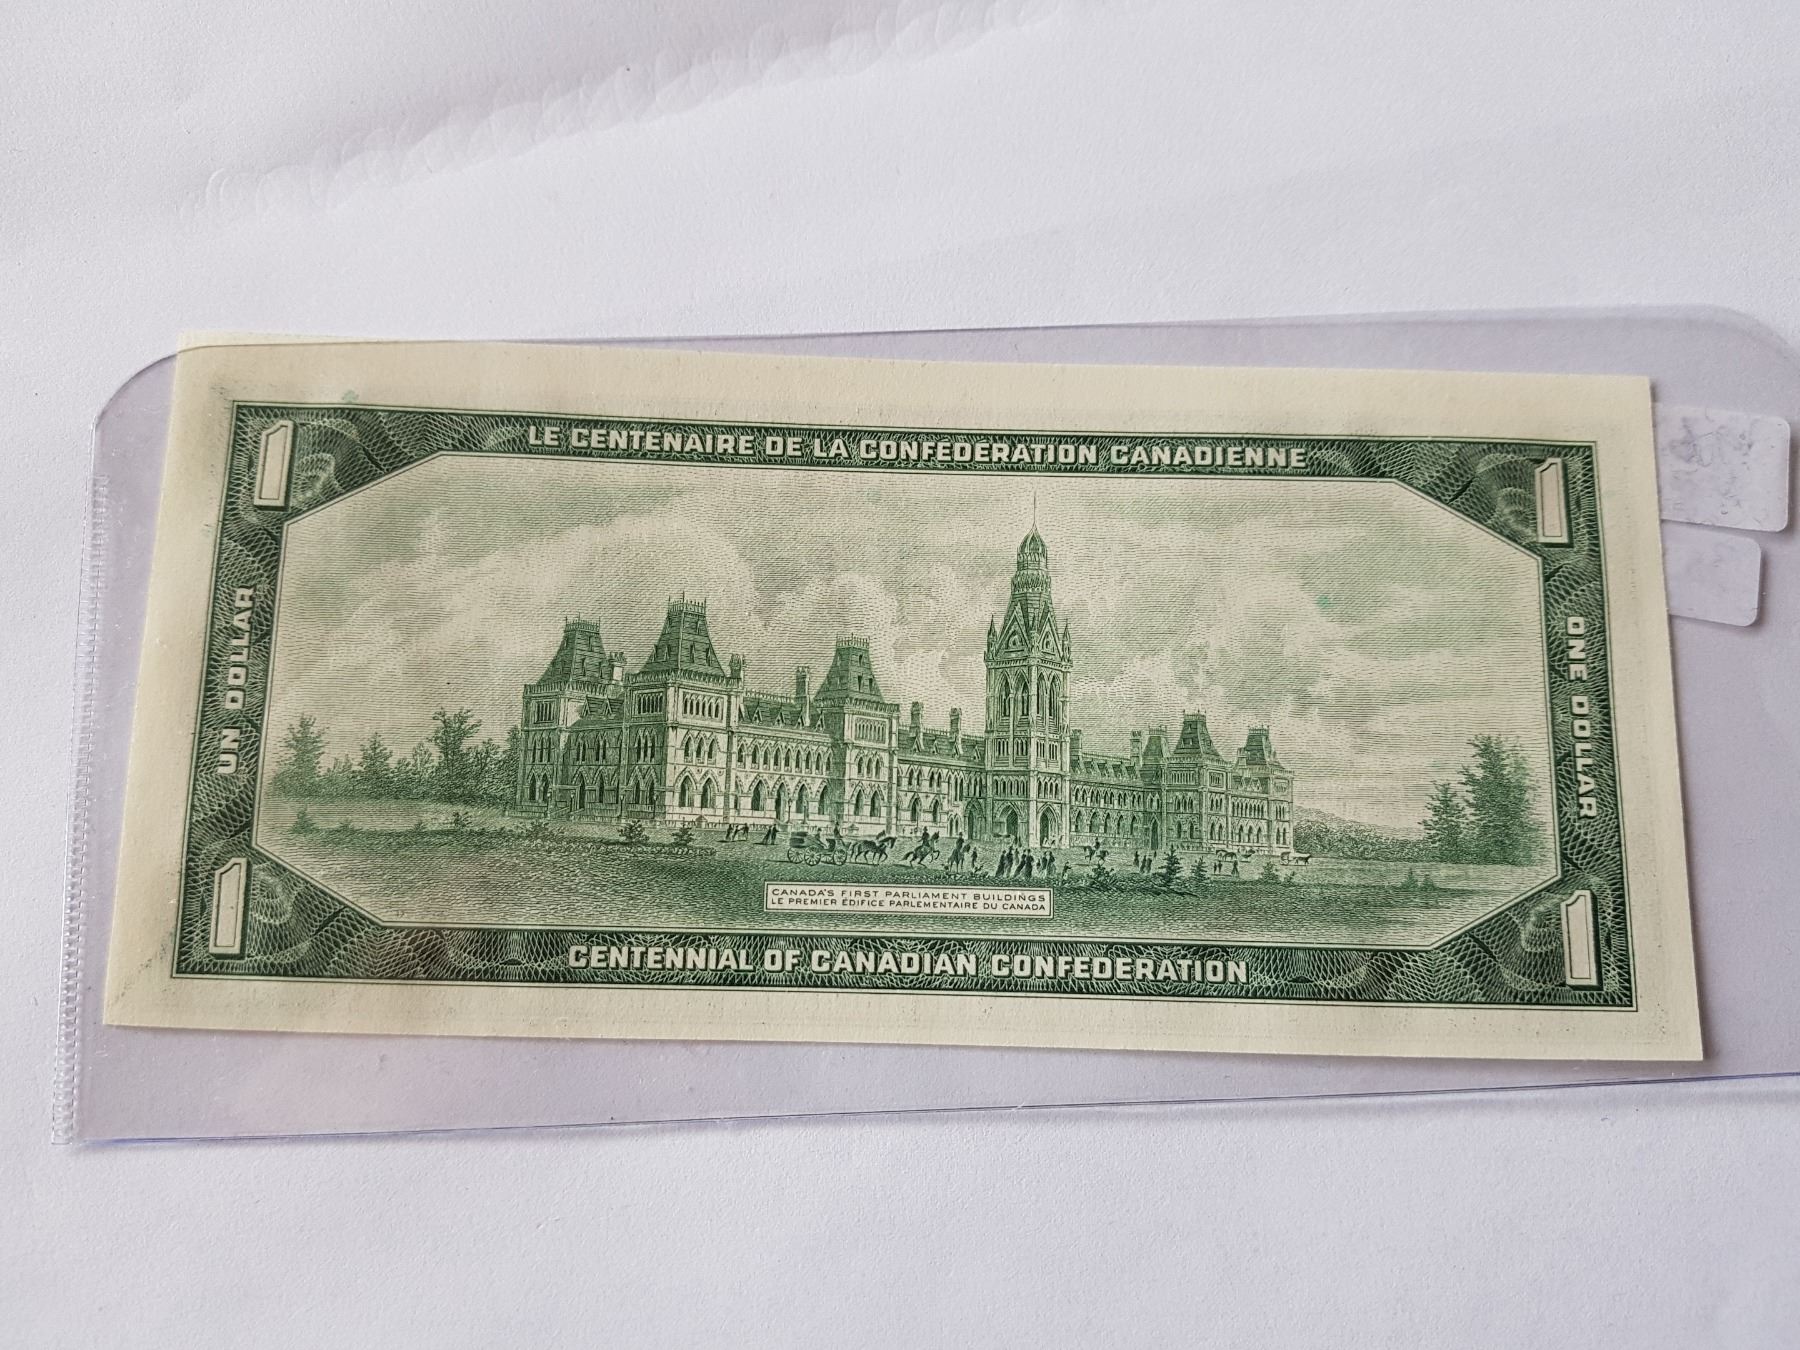 1
LE CENTENAIRE DE LA CONFEDERATION CANADIENNE
1
UN DOLLAR
ONE DOLLAR
CANADA'S FIRST PARLIAMENT BUILDINGS
LE PREMIER ÉDIFICE PARLEMENTAIRE DU CANADA
1
CENTENNIAL OF CANADIAN CONFEDERATION
1